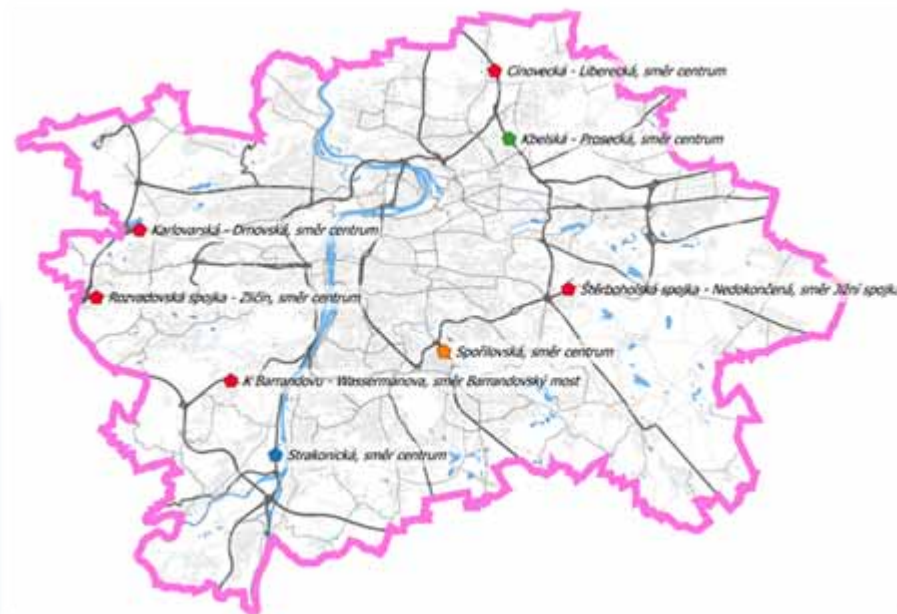 Cínovecká - Liberecká, směr centrum
Kbelská - Prosecká, směr centrum
Karlovarská - Drnovská, směr centrum
Rozvadovská spojka - Zličín, směr centrum
Štěrboholská spojka - Nedokončená, směr Jižní spojka
Spořilovská, směr centrum
K Barrandovu - Wassermanova, směr Barrandovský most
Strakonická, směr centrum